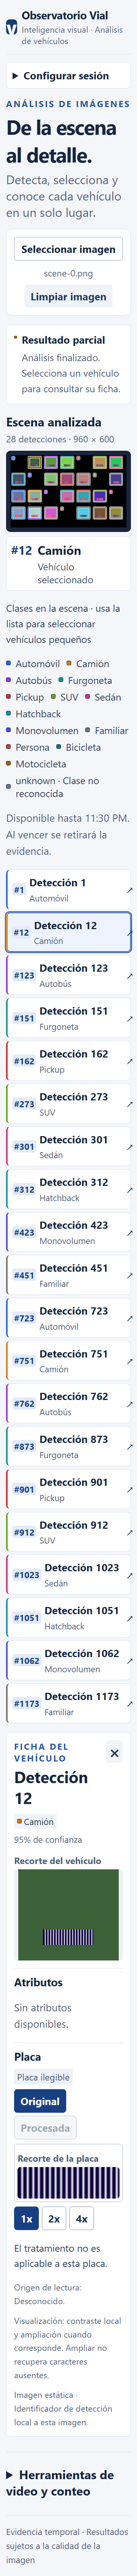 Observatorio Vial
Inteligencia visual · Análisis
de vehículos
▶ Configurar sesión
ANÁLISIS DE IMÁGENES
De la escena
al detalle.
Detecta, selecciona y
conoce cada vehículo
en un solo lugar.
Seleccionar imagen
scene-0.png
Limpiar imagen
Resultado parcial
Análisis finalizado.
Selecciona un vehículo
para consultar su ficha.
Escena analizada
28 detecciones · 960 × 600
#12 Camión
Vehículo
seleccionado
Clases en la escena · usa la
lista para seleccionar
vehículos pequeños
Automóvil Camión
Autobús Furgoneta
Pickup SUV Sedán
Hatchback
Monovolumen Familiar
Persona Bicicleta
Motocicleta
unknown · Clase no
reconocida
Disponible hasta 11:30 PM.
Al vencer se retirará la
evidencia.
#1 Detección 1 ↗
Automóvil
#12 Detección 12 ↗
Camión
#123 Detección 123 ↗
Autobús
#151 Detección 151 ↗
Furgoneta
#162 Detección 162 ↗
Pickup
#273 Detección 273 ↗
SUV
#301 Detección 301 ↗
Sedán
#312 Detección 312 ↗
Hatchback
#423 Detección 423 ↗
Monovolumen
#451 Detección 451 ↗
Familiar
#723 Detección 723 ↗
Automóvil
#751 Detección 751 ↗
Camión
#762 Detección 762 ↗
Autobús
#873 Detección 873 ↗
Furgoneta
#901 Detección 901 ↗
Pickup
#912 Detección 912 ↗
SUV
#1023 Detección 1023 ↗
Sedán
#1051 Detección 1051 ↗
Hatchback
#1062 Detección 1062 ↗
Monovolumen
#1173 Detección 1173 ↗
Familiar
FICHA DEL
VEHÍCULO
×
Detección
12
Camión
95% de confianza
Recorte del vehículo
Atributos
Sin atributos
disponibles.
Placa
Placa ilegible
Original
Procesada
Recorte de la placa
1x 2x 4x
El tratamiento no es
aplicable a esta placa.
Origen de lectura:
Desconocido.
Visualización: contraste local
y ampliación cuando
corresponde. Ampliar no
recupera caracteres
ausentes.
Imagen estática ·
Identificador de detección
local a esta imagen.
▶ Herramientas de
video y conteo
Evidencia temporal · Resultados
sujetos a la calidad de la
imagen